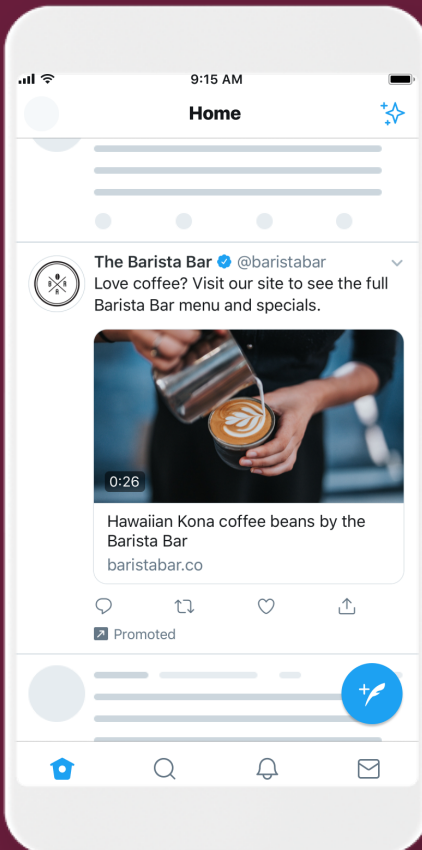 9:15 AM
Home
The Barista Bar @baristabar
Love coffee? Visit our site to see the full
Barista Bar menu and specials.
B A R
R
0:26
Hawaiian Kona coffee beans by the
Barista Bar
baristabar.co
Promoted